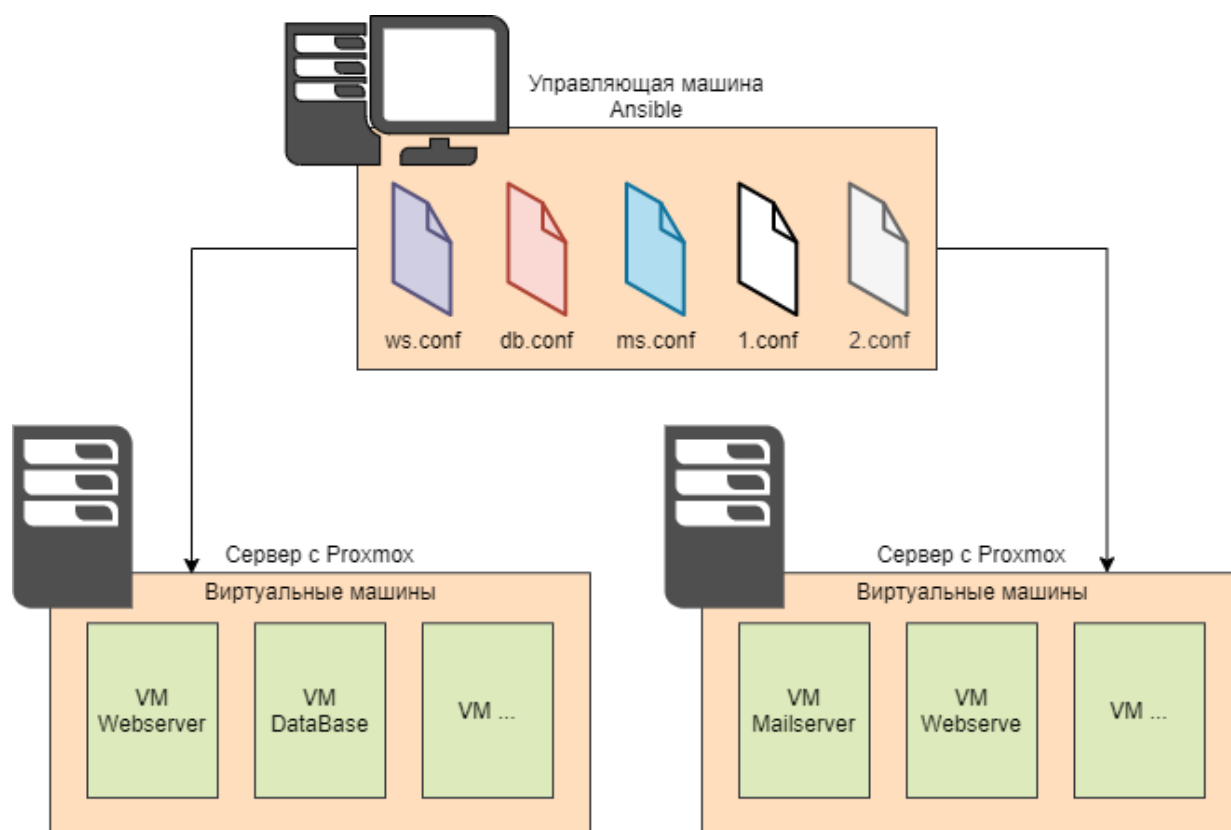 Управляющая машина
Ansible
ws.conf
db.conf
ms.conf
1.conf
2.conf
Сервер с Proxmox
Виртуальные машины
VM
Webserver
VM
DataBase
VM ...
Сервер с Proxmox
Виртуальные машины
VM
Mailserver
VM
Webserve
VM ...